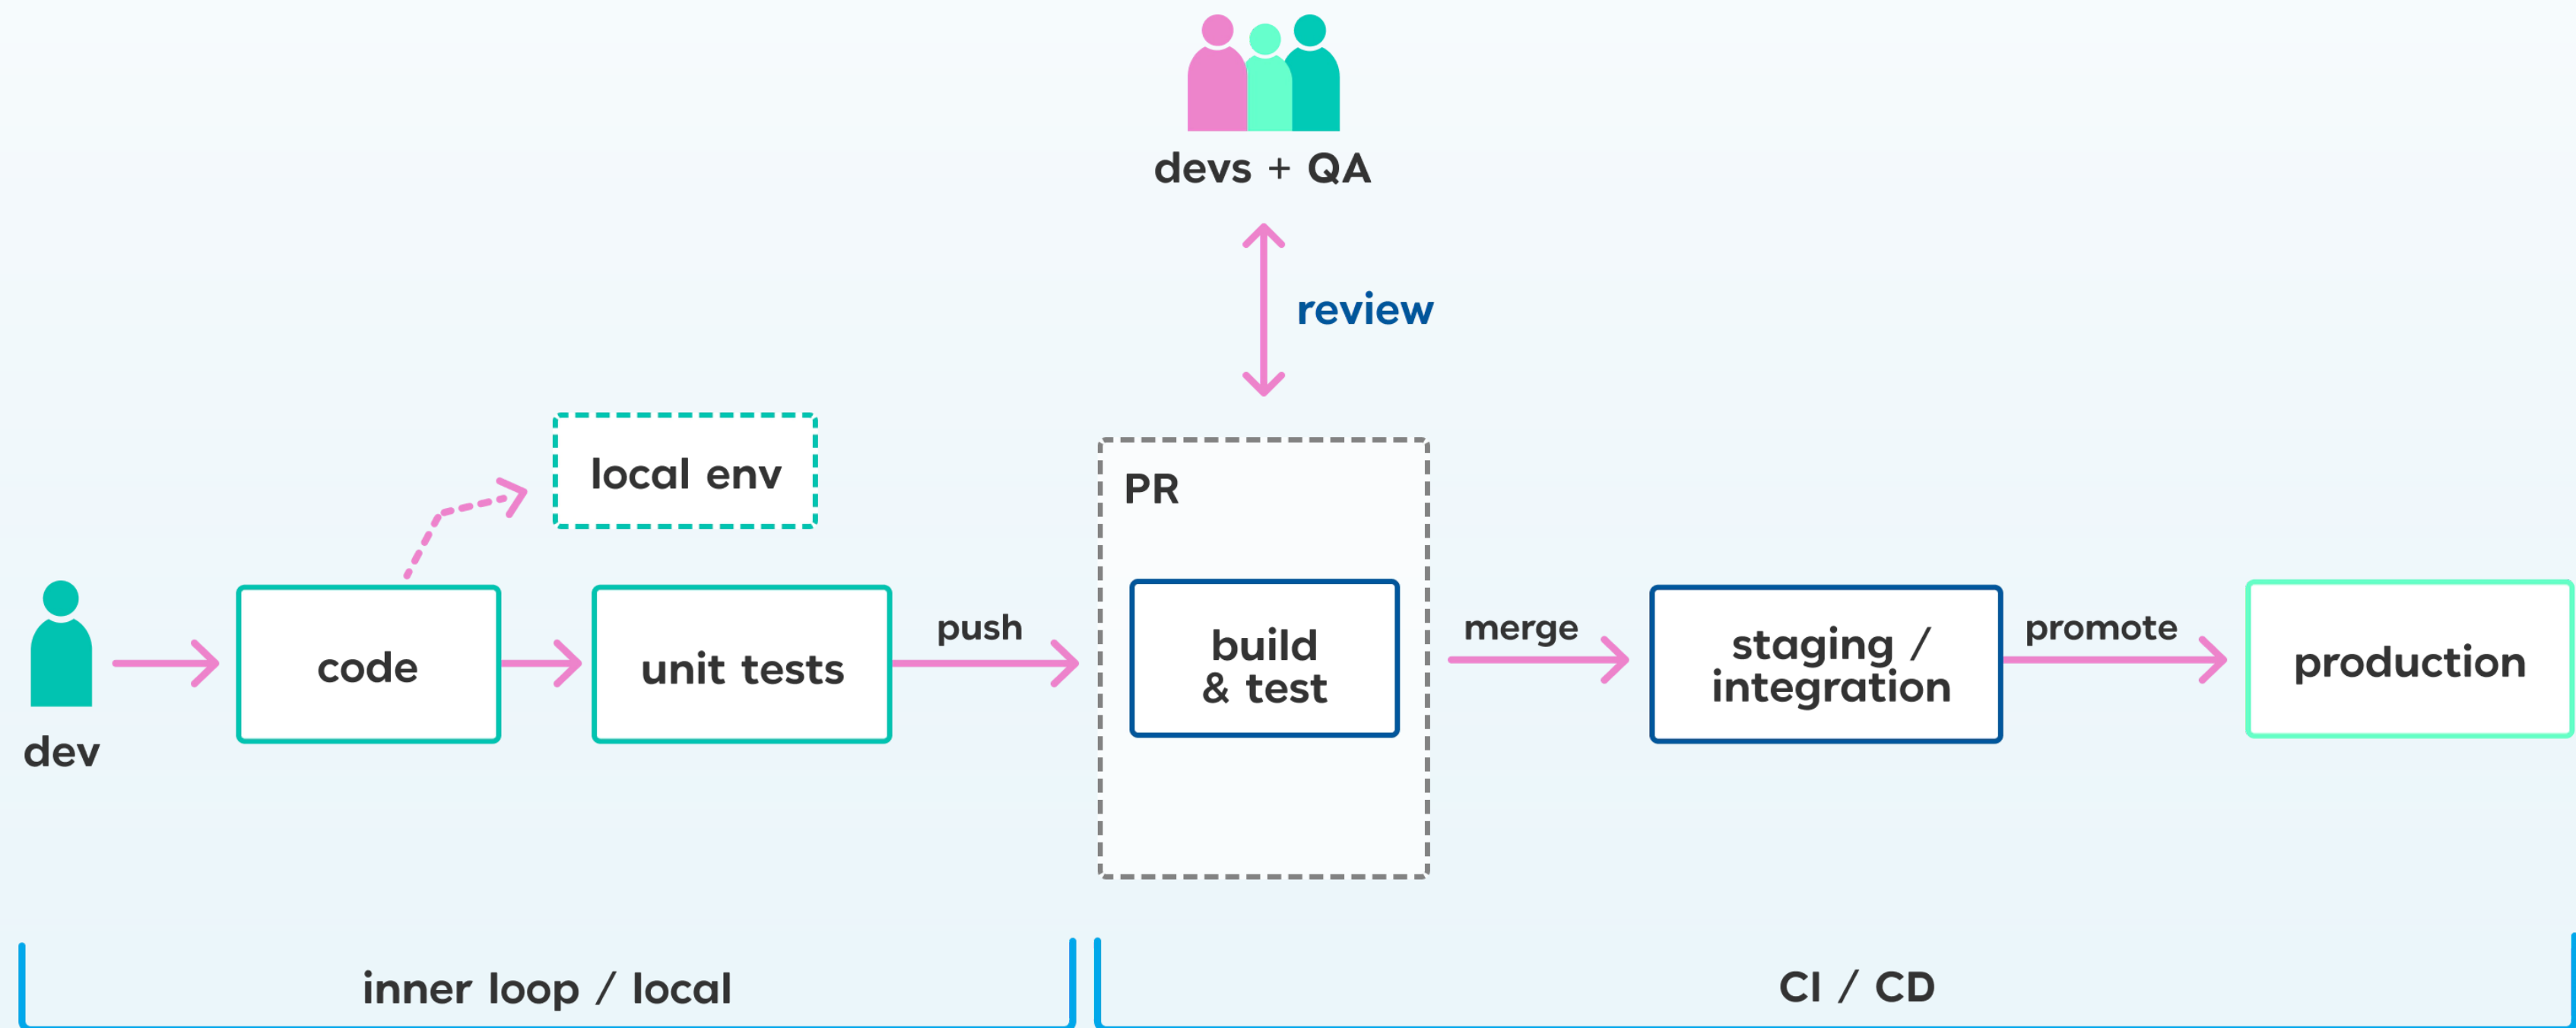 devs + QA
review
local env
PR
dev
code
unit tests
push
build
& test
merge
staging /
integration
promote
production
inner loop / local
CI / CD